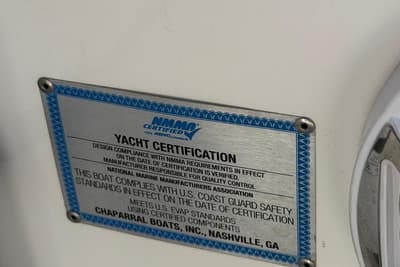 NMMA
CERTIFIED
YACHT CERTIFICATION
DESIGN COMPLIANCE WITH NMMA REQUIREMENTS IN EFFECT
ON THE DATE OF CERTIFICATION IS VERIFIED.
MANUFACTURER RESPONSIBLE FOR QUALITY CONTROL
NATIONAL MARINE MANUFACTURERS ASSOCIATION
THIS BOAT COMPLIES WITH U.S. COAST GUARD SAFETY
STANDARDS IN EFFECT ON THE DATE OF CERTIFICATION
MEETS U.S. EVAP STANDARDS
USING CERTIFIED COMPONENTS
CHAPARRAL BOATS, INC., NASHVILLE, GA